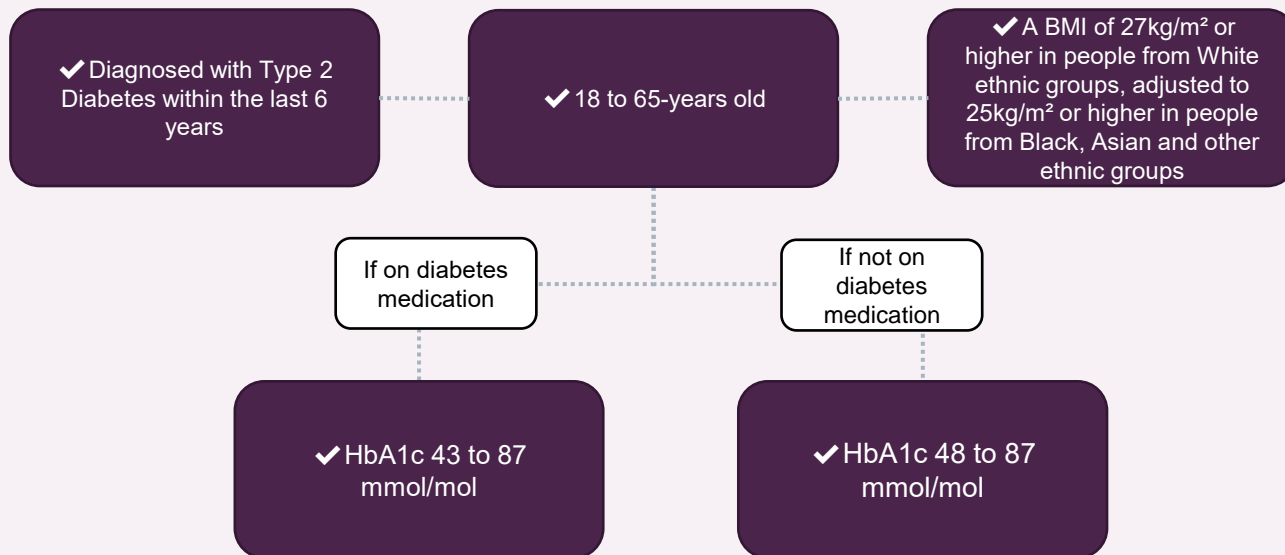 ✔ Diagnosed with Type 2
Diabetes within the last 6
years
✔ 18 to 65-years old
✔ A BMI of 27kg/m² or
higher in people from White
ethnic groups, adjusted to
25kg/m² or higher in people
from Black, Asian and other
ethnic groups
If on diabetes
medication
If not on
diabetes
medication
✔ HbA1c 43 to 87
mmol/mol
✔ HbA1c 48 to 87
mmol/mol